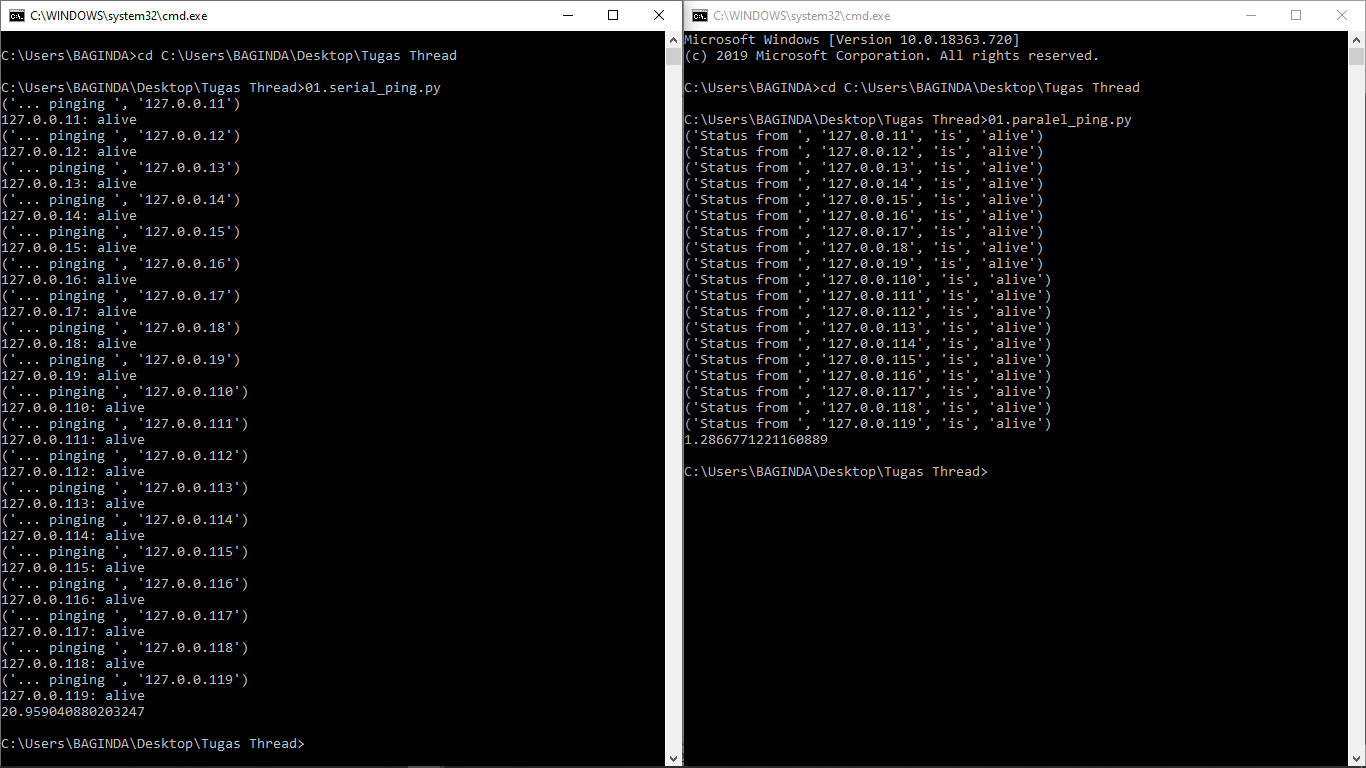 C:\WINDOWS\system32\cmd.exe
C:\Users\BAGINDA>cd C:\Users\BAGINDA\Desktop\Tugas Thread
C:\Users\BAGINDA\Desktop\Tugas Thread>01.serial_ping.py
('... pinging ', '127.0.0.11')
127.0.0.11: alive
('... pinging ', '127.0.0.12')
127.0.0.12: alive
('... pinging ', '127.0.0.13')
127.0.0.13: alive
('... pinging ', '127.0.0.14')
127.0.0.14: alive
('... pinging ', '127.0.0.15')
127.0.0.15: alive
('... pinging ', '127.0.0.16')
127.0.0.16: alive
('... pinging ', '127.0.0.17')
127.0.0.17: alive
('... pinging ', '127.0.0.18')
127.0.0.18: alive
('... pinging ', '127.0.0.19')
127.0.0.19: alive
('... pinging ', '127.0.0.110')
127.0.0.110: alive
('... pinging ', '127.0.0.111')
127.0.0.111: alive
('... pinging ', '127.0.0.112')
127.0.0.112: alive
('... pinging ', '127.0.0.113')
127.0.0.113: alive
('... pinging ', '127.0.0.114')
127.0.0.114: alive
('... pinging ', '127.0.0.115')
127.0.0.115: alive
('... pinging ', '127.0.0.116')
127.0.0.116: alive
('... pinging ', '127.0.0.117')
127.0.0.117: alive
('... pinging ', '127.0.0.118')
127.0.0.118: alive
('... pinging ', '127.0.0.119')
127.0.0.119: alive
20.959040880203247
C:\Users\BAGINDA\Desktop\Tugas Thread>
C:\WINDOWS\system32\cmd.exe
Microsoft Windows [Version 10.0.18363.720]
(c) 2019 Microsoft Corporation. All rights reserved.
C:\Users\BAGINDA>cd C:\Users\BAGINDA\Desktop\Tugas Thread
C:\Users\BAGINDA\Desktop\Tugas Thread>01.paralel_ping.py
('Status from ', '127.0.0.11', 'is', 'alive')
('Status from ', '127.0.0.12', 'is', 'alive')
('Status from ', '127.0.0.13', 'is', 'alive')
('Status from ', '127.0.0.14', 'is', 'alive')
('Status from ', '127.0.0.15', 'is', 'alive')
('Status from ', '127.0.0.16', 'is', 'alive')
('Status from ', '127.0.0.17', 'is', 'alive')
('Status from ', '127.0.0.18', 'is', 'alive')
('Status from ', '127.0.0.19', 'is', 'alive')
('Status from ', '127.0.0.110', 'is', 'alive')
('Status from ', '127.0.0.111', 'is', 'alive')
('Status from ', '127.0.0.112', 'is', 'alive')
('Status from ', '127.0.0.113', 'is', 'alive')
('Status from ', '127.0.0.114', 'is', 'alive')
('Status from ', '127.0.0.115', 'is', 'alive')
('Status from ', '127.0.0.116', 'is', 'alive')
('Status from ', '127.0.0.117', 'is', 'alive')
('Status from ', '127.0.0.118', 'is', 'alive')
('Status from ', '127.0.0.119', 'is', 'alive')
1.2866771221160889
C:\Users\BAGINDA\Desktop\Tugas Thread>